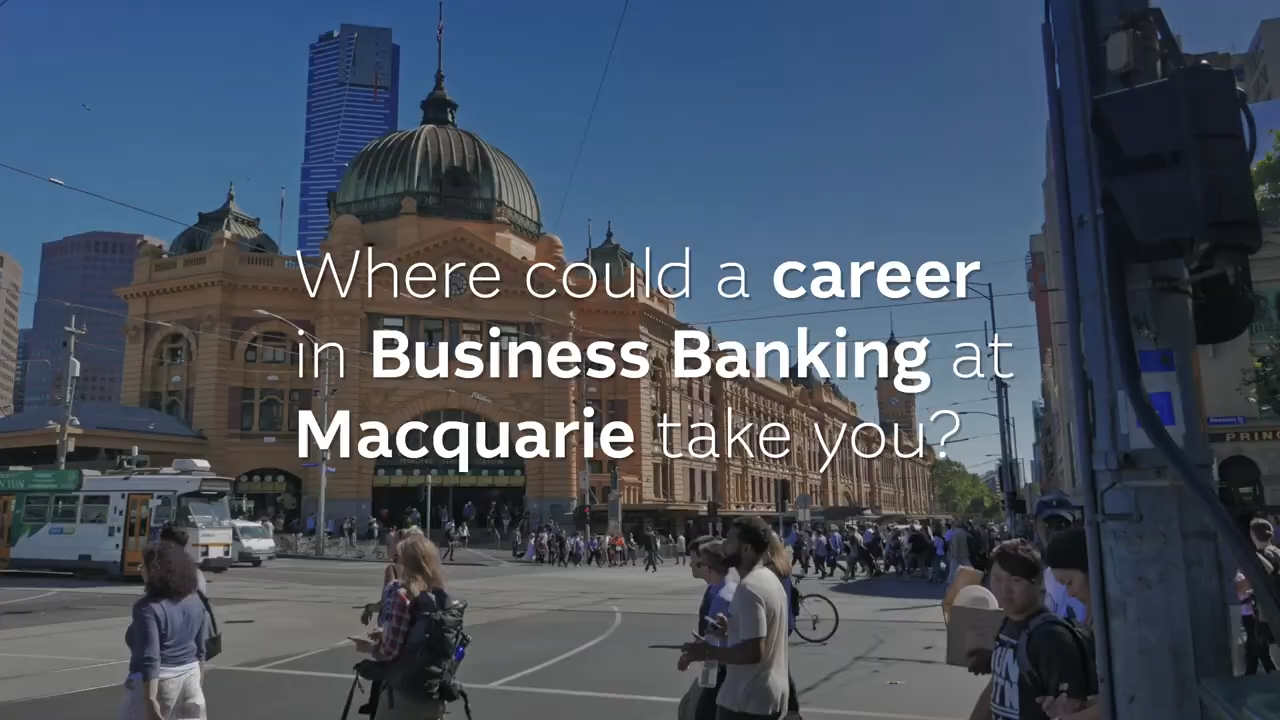 Where could a career
in Business Banking at
Macquarie take you?